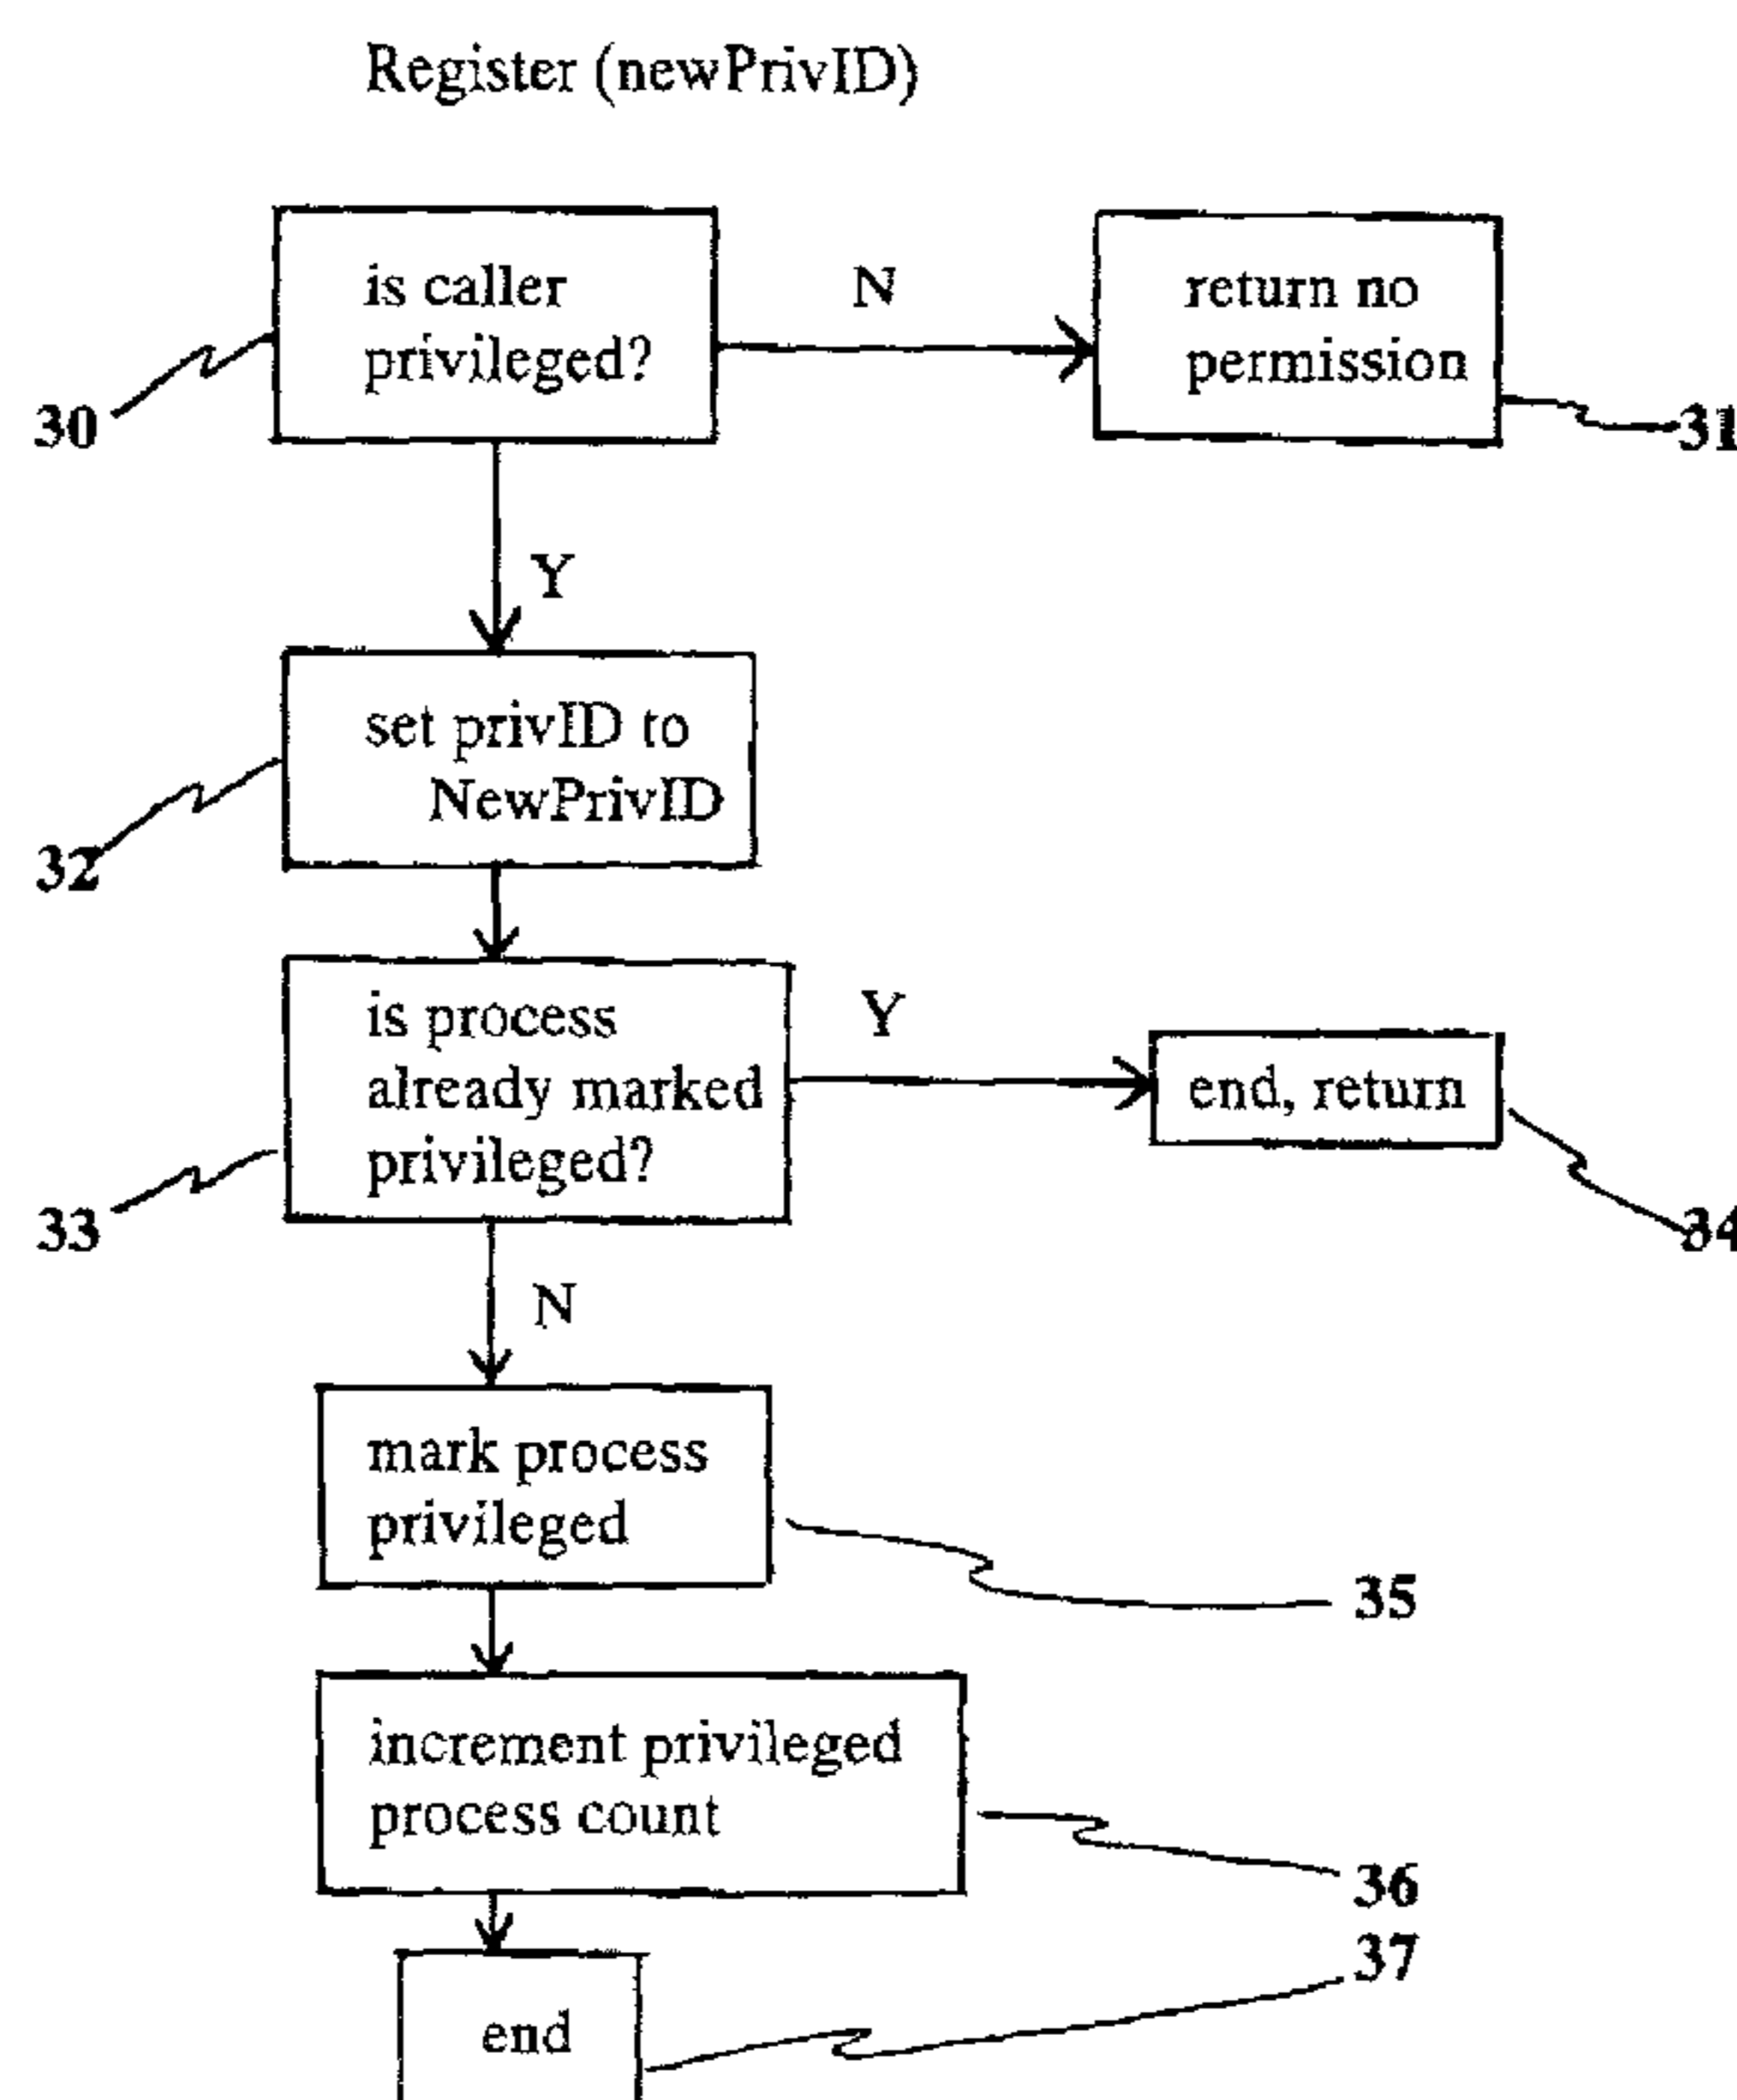 Register (newPrivID)
is caller
privileged?
N
return no
permission
30
31
Y
set privID to
NewPrivID
32
is process
already marked
privileged?
Y
end, return
33
34
N
mark process
privileged
35
increment privileged
process count
36
37
end